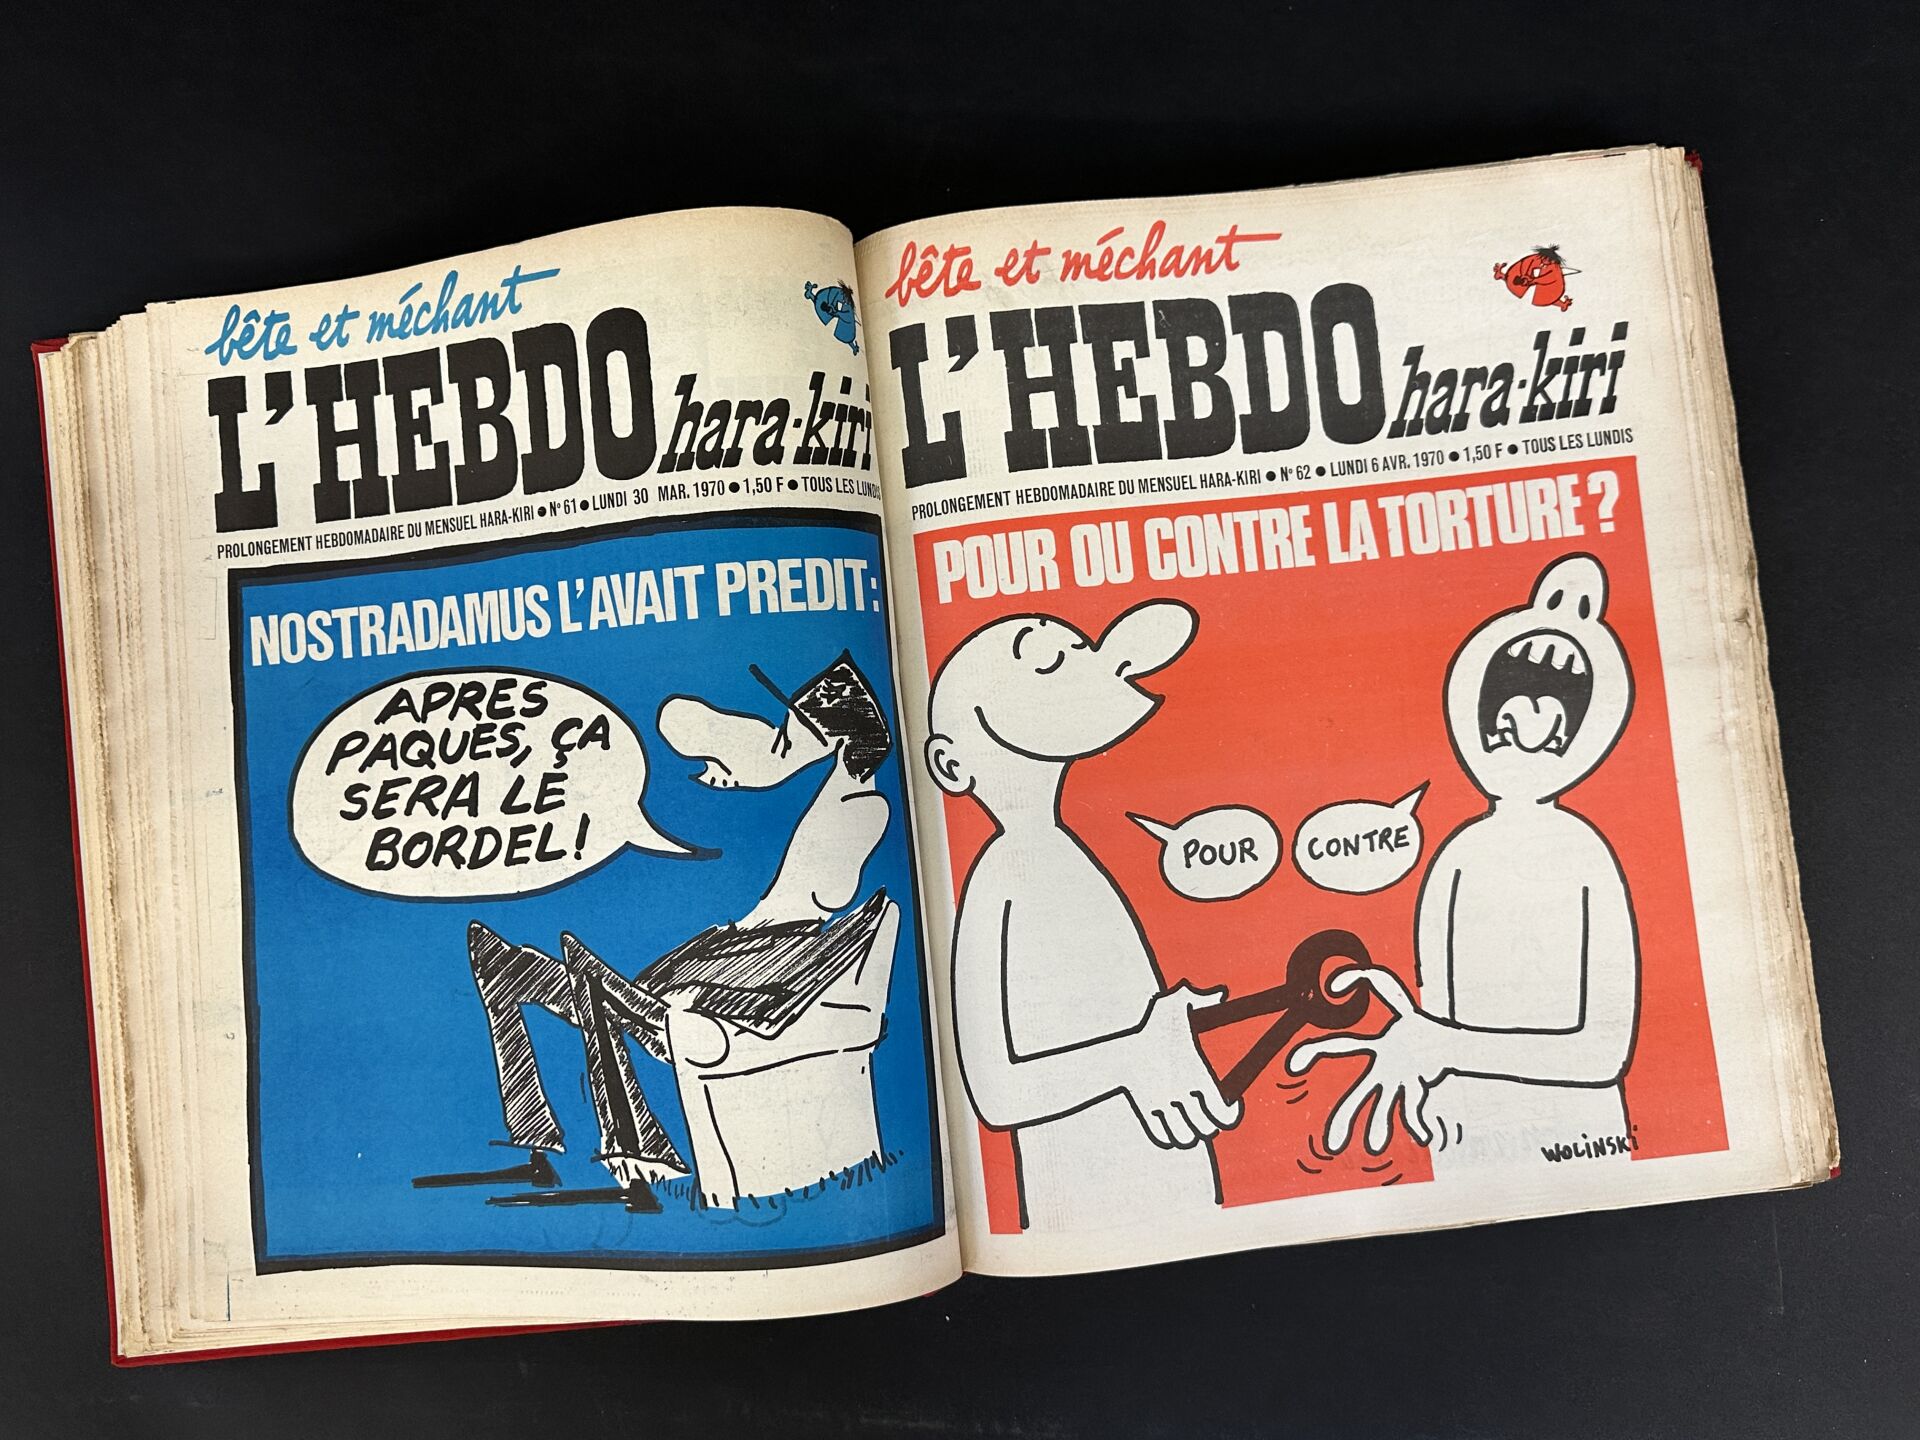 bête et méchant
L'HEBDO hara-kiri
PROLONGEMENT HEBDOMADAIRE DU MENSUEL HARA-KIRI ● N° 61 ● LUNDI 30 MAR. 1970 ● 1,50 F ● TOUS LES LUNDIS
NOSTRADAMUS L'AVAIT PREDIT :
APRES
PAQUES, ÇA
SERA LE
BORDEL!
bête et méchant
L'HEBDO hara-kiri
PROLONGEMENT HEBDOMADAIRE DU MENSUEL HARA-KIRI ● N° 62 ● LUNDI 6 AVR. 1970 ● 1,50 F ● TOUS LES LUNDIS
POUR OU CONTRE LA TORTURE ?
POUR
CONTRE
WOLINSKI